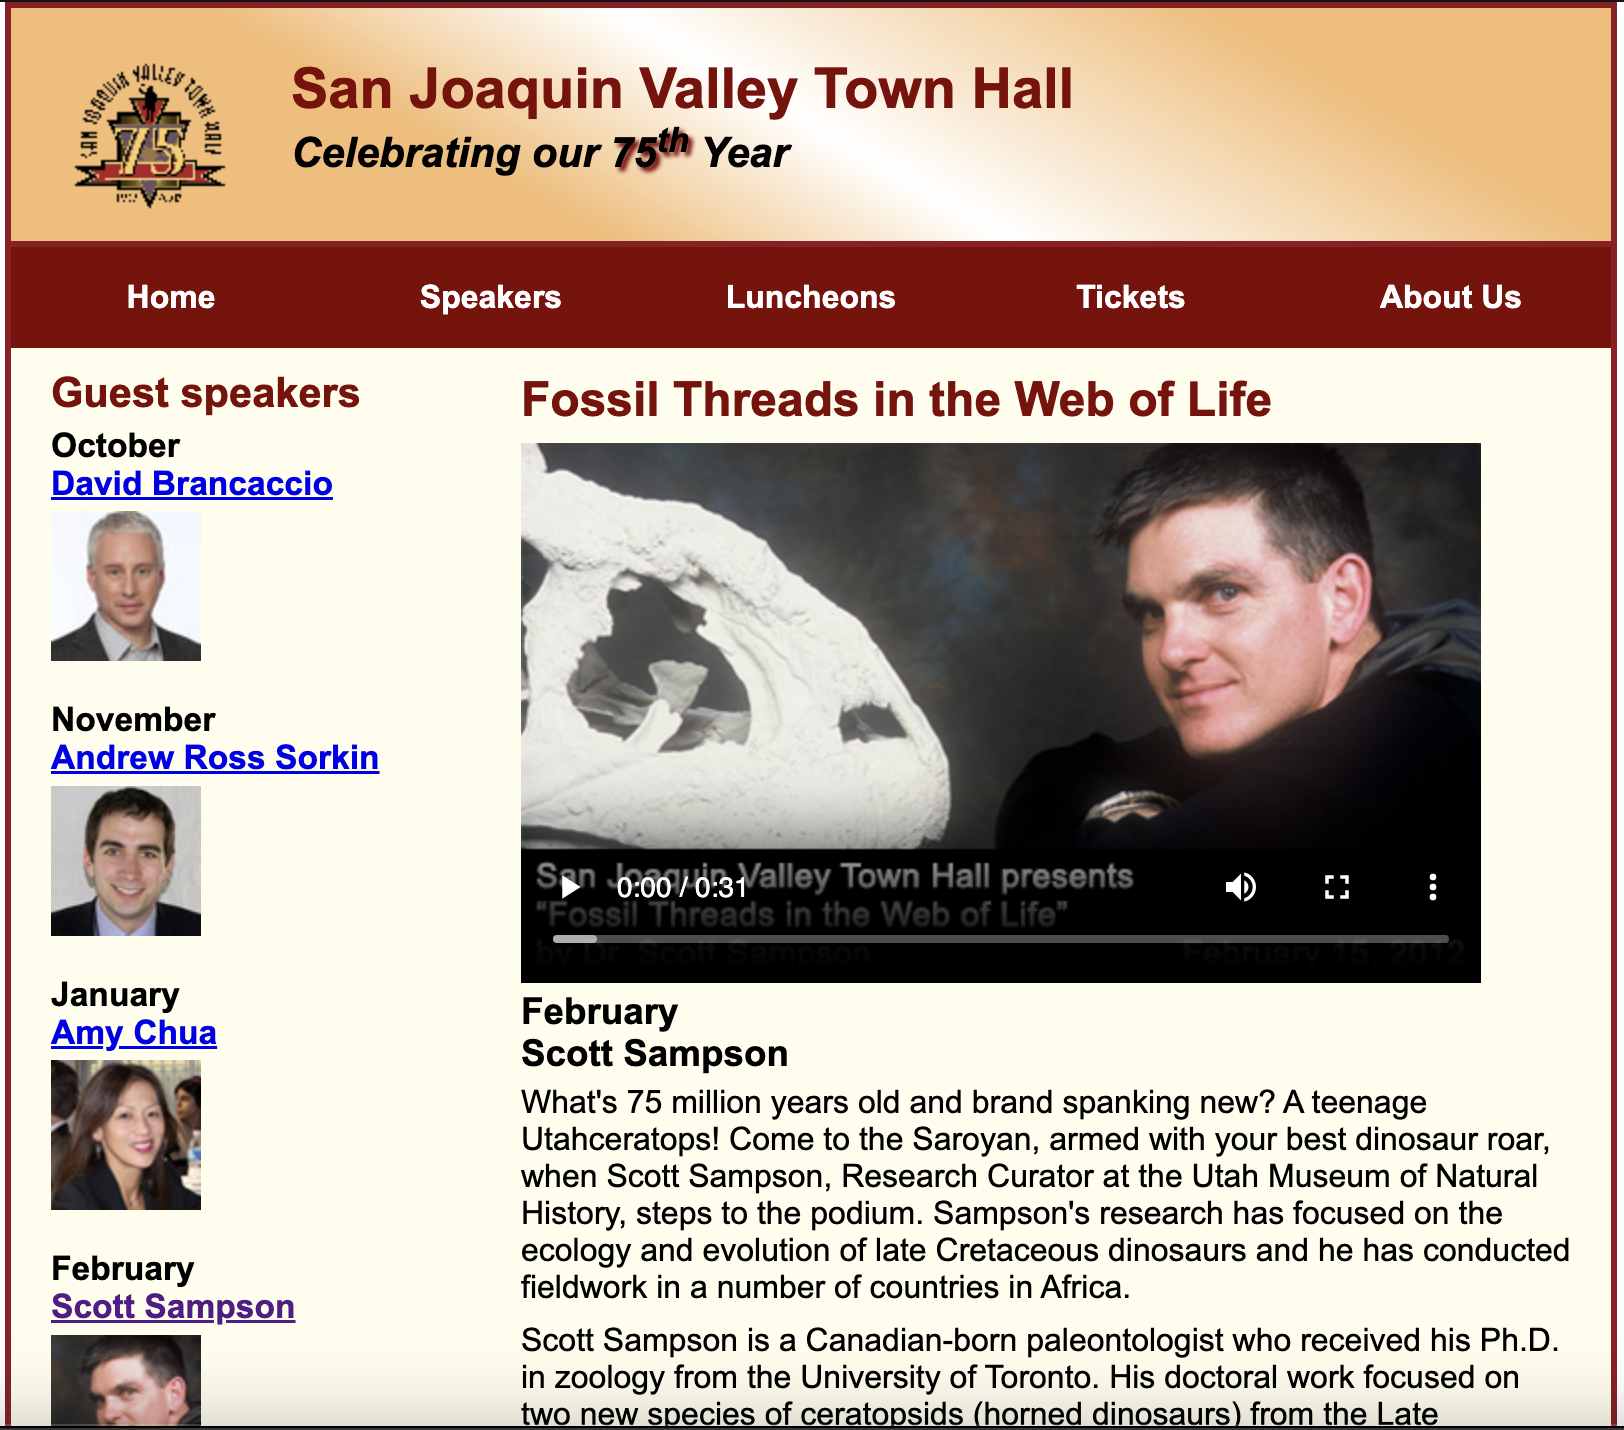 SAN JOAQUIN VALLEY TOWN HALL
75
San Joaquin Valley Town Hall
Celebrating our 75th Year
Home Speakers Luncheons Tickets About Us
Guest speakers
October
David Brancaccio
November
Andrew Ross Sorkin
January
Amy Chua
February
Scott Sampson
Fossil Threads in the Web of Life
San Joaquin Valley Town Hall presents
0:00 / 0:31
“Fossil Threads in the Web of Life”
by Dr. Scott Sampson February 15, 2012
February
Scott Sampson
What's 75 million years old and brand spanking new? A teenage
Utahceratops! Come to the Saroyan, armed with your best dinosaur roar,
when Scott Sampson, Research Curator at the Utah Museum of Natural
History, steps to the podium. Sampson's research has focused on the
ecology and evolution of late Cretaceous dinosaurs and he has conducted
fieldwork in a number of countries in Africa.
Scott Sampson is a Canadian-born paleontologist who received his Ph.D.
in zoology from the University of Toronto. His doctoral work focused on
two new species of ceratopsids (horned dinosaurs) from the Late